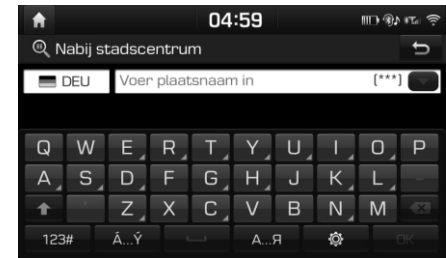 04:59
Nabij stadscentrum
DEU Voer plaatsnaam in (***)
Q W E R T Y U I O P
A S D F G H J K L -
' Z X C V B N M
123# Á...Ý A...Я OK